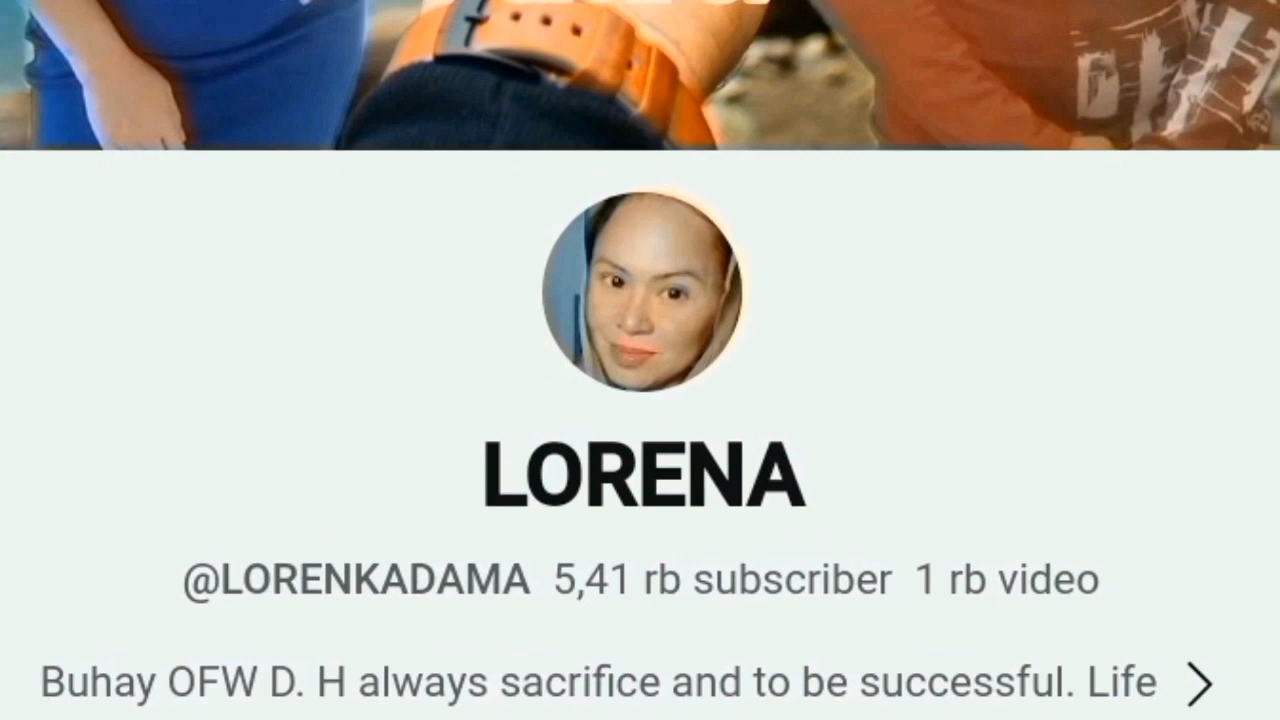 LORENA
@LORENKADAMA 5,41 rb subscriber 1 rb video
Buhay OFW D. H always sacrifice and to be successful. Life